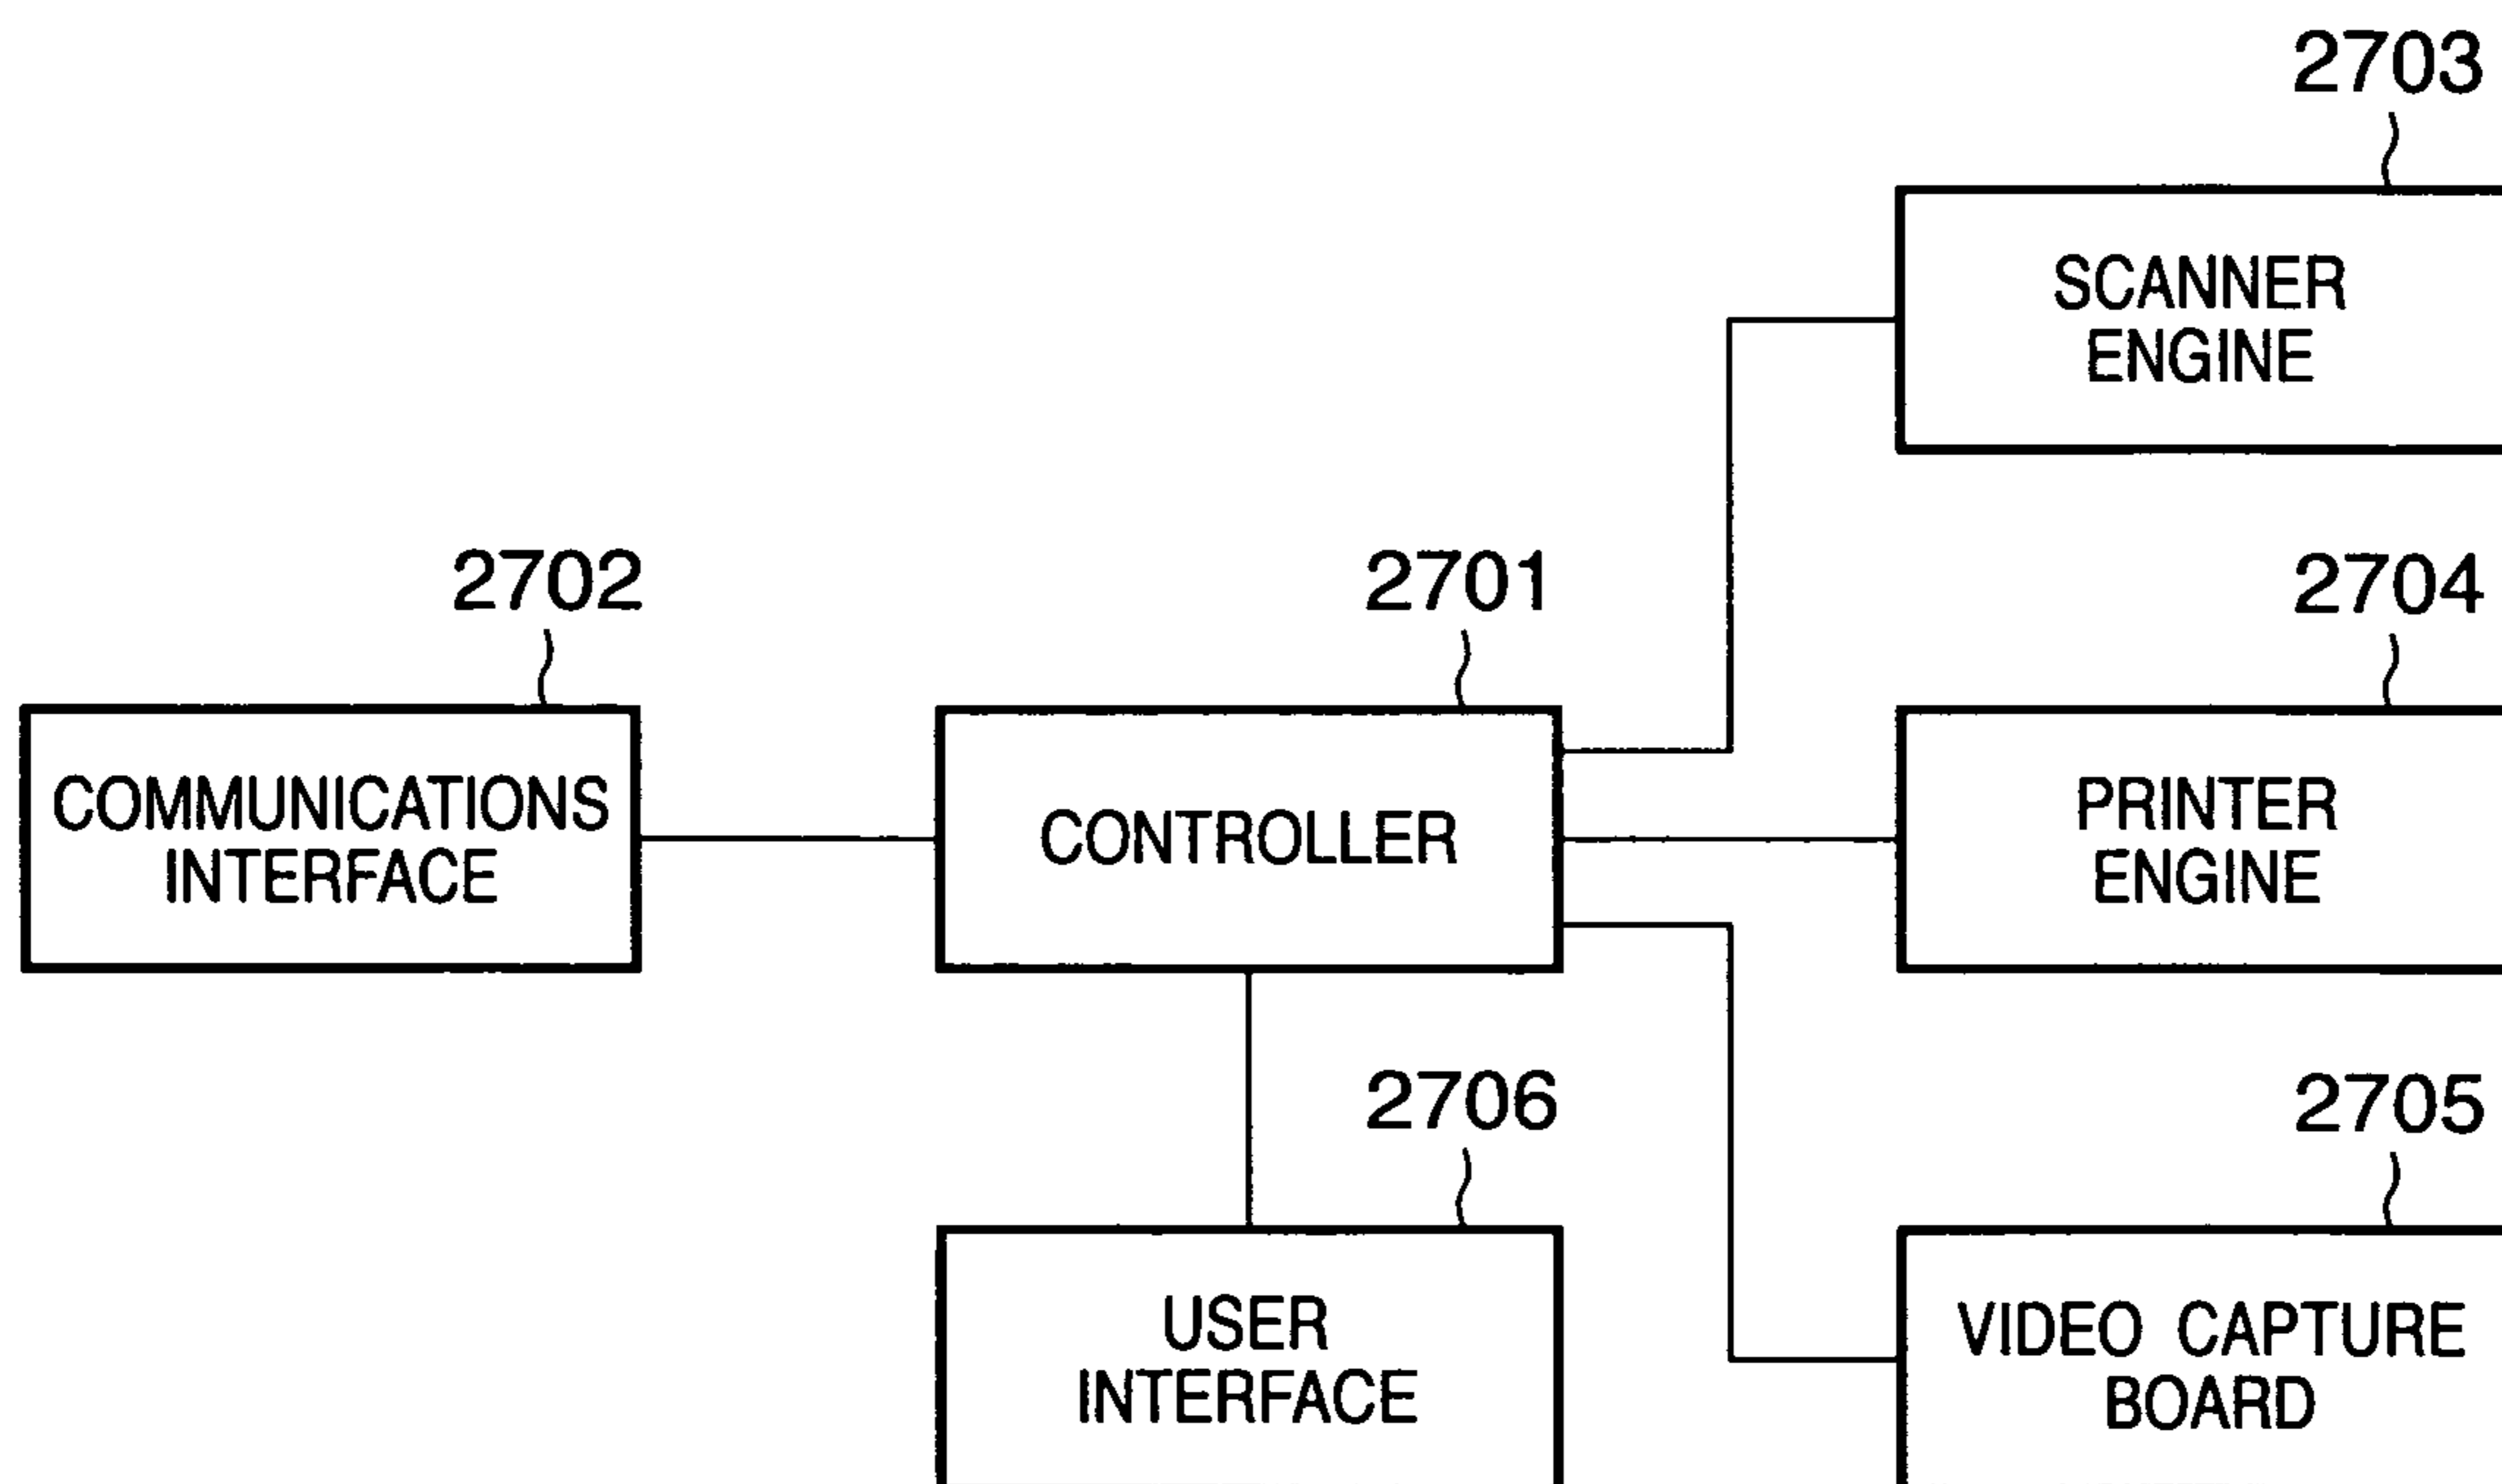 2703
SCANNER
ENGINE
2702
2701
2704
COMMUNICATIONS
INTERFACE
CONTROLLER
PRINTER
ENGINE
2706
2705
USER
INTERFACE
VIDEO CAPTURE
BOARD